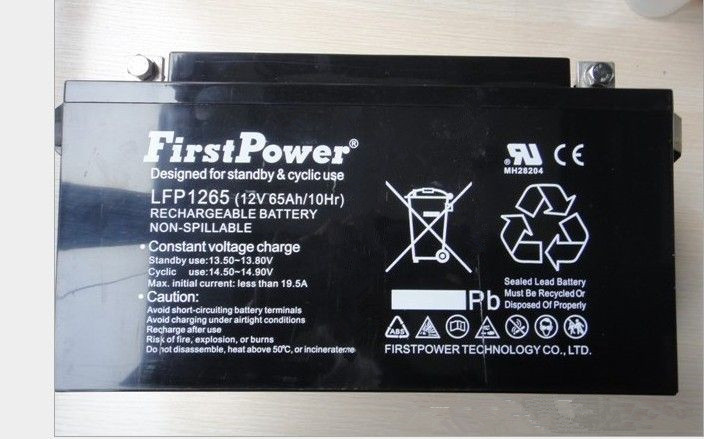 FirstPower®
Designed for standby & cyclic use
LFP1265 (12V 65Ah/10Hr)
RECHARGEABLE BATTERY
NON-SPILLABLE
• Constant voltage charge
Standby use:13.50~13.80V
Cyclic use:14.50~14.90V
Max. initial current: less than 19.5A
• Caution:
Avoid short-circuiting battery terminals
Avoid charging under airtight conditions
Recharge after use
Risk of fire, explosion, or burns
Do not disassemble, heat above 50℃, or incinerate
MH28204
CE
Sealed Lead Battery
Must Be Recycled Or
Disposed Of Properly
Pb
ABS
FIRSTPOWER TECHNOLOGY CO., LTD.